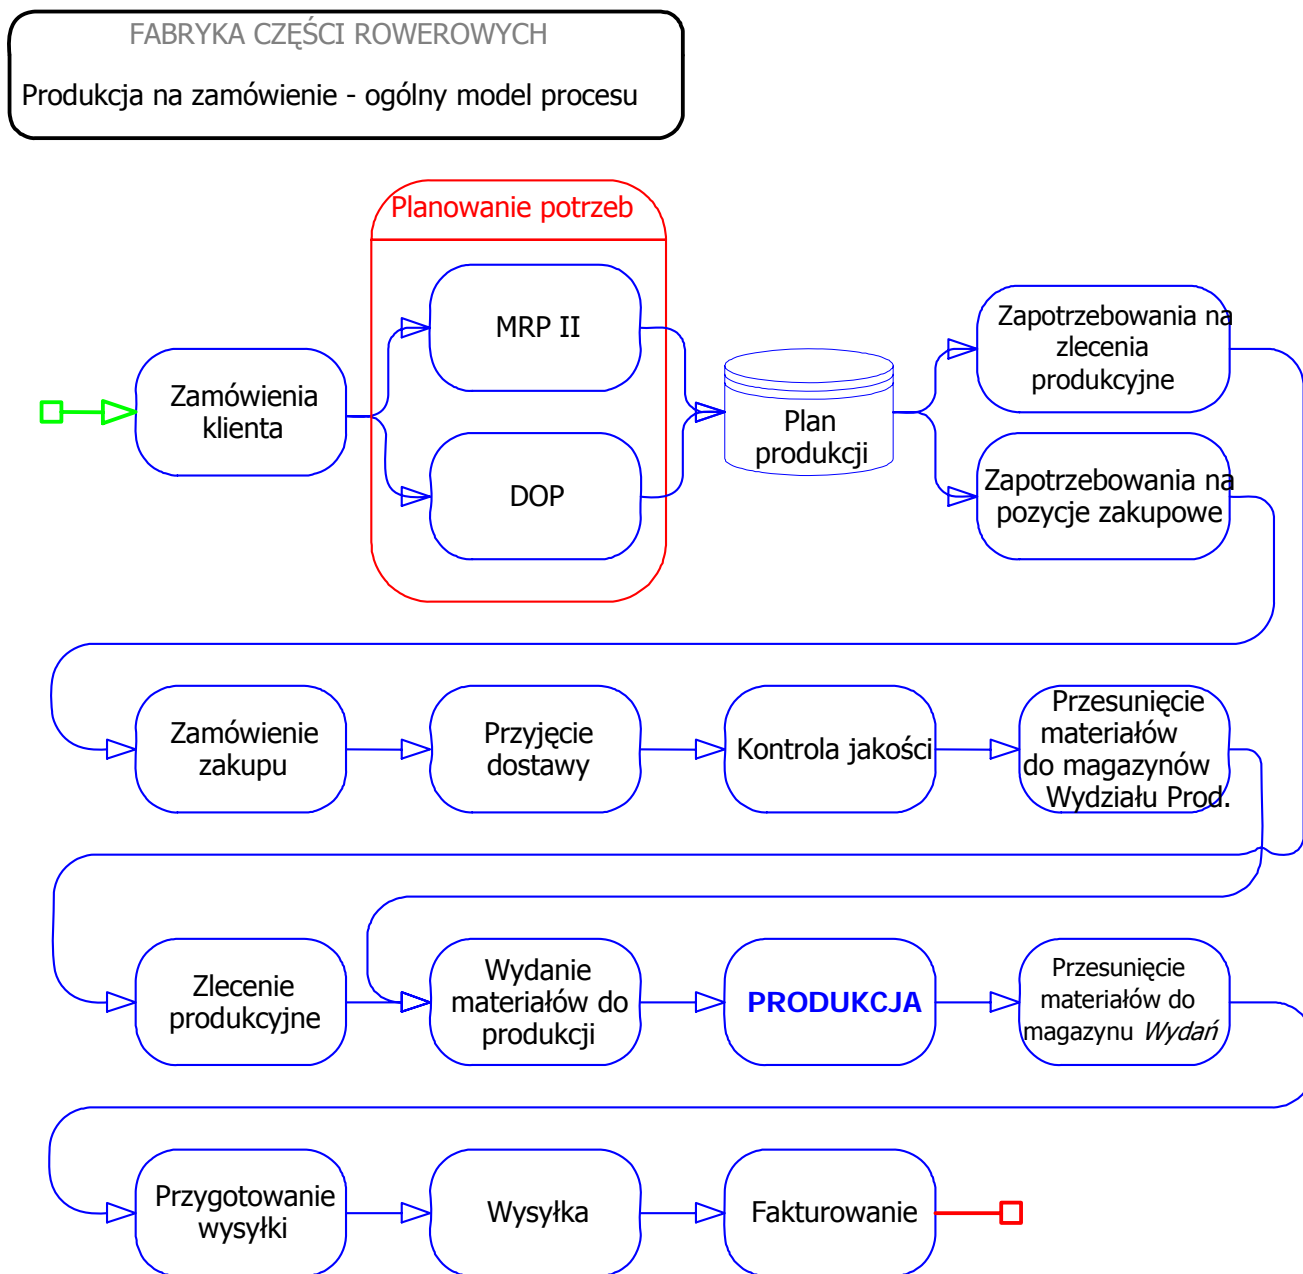 FABRYKA CZĘŚCI ROWEROWYCH
Produkcja na zamówienie - ogólny model procesu
Planowanie potrzeb
MRP II
DOP
Zamówienia
klienta
Plan
produkcji
Zapotrzebowania na
zlecenia
produkcyjne
Zapotrzebowania na
pozycje zakupowe
Zamówienie
zakupu
Przyjęcie
dostawy
Kontrola jakości
Przesunięcie
materiałów
do magazynów
Wydziału Prod.
Zlecenie
produkcyjne
Wydanie
materiałów do
produkcji
PRODUKCJA
Przesunięcie
materiałów do
magazynu Wydań
Przygotowanie
wysyłki
Wysyłka
Fakturowanie